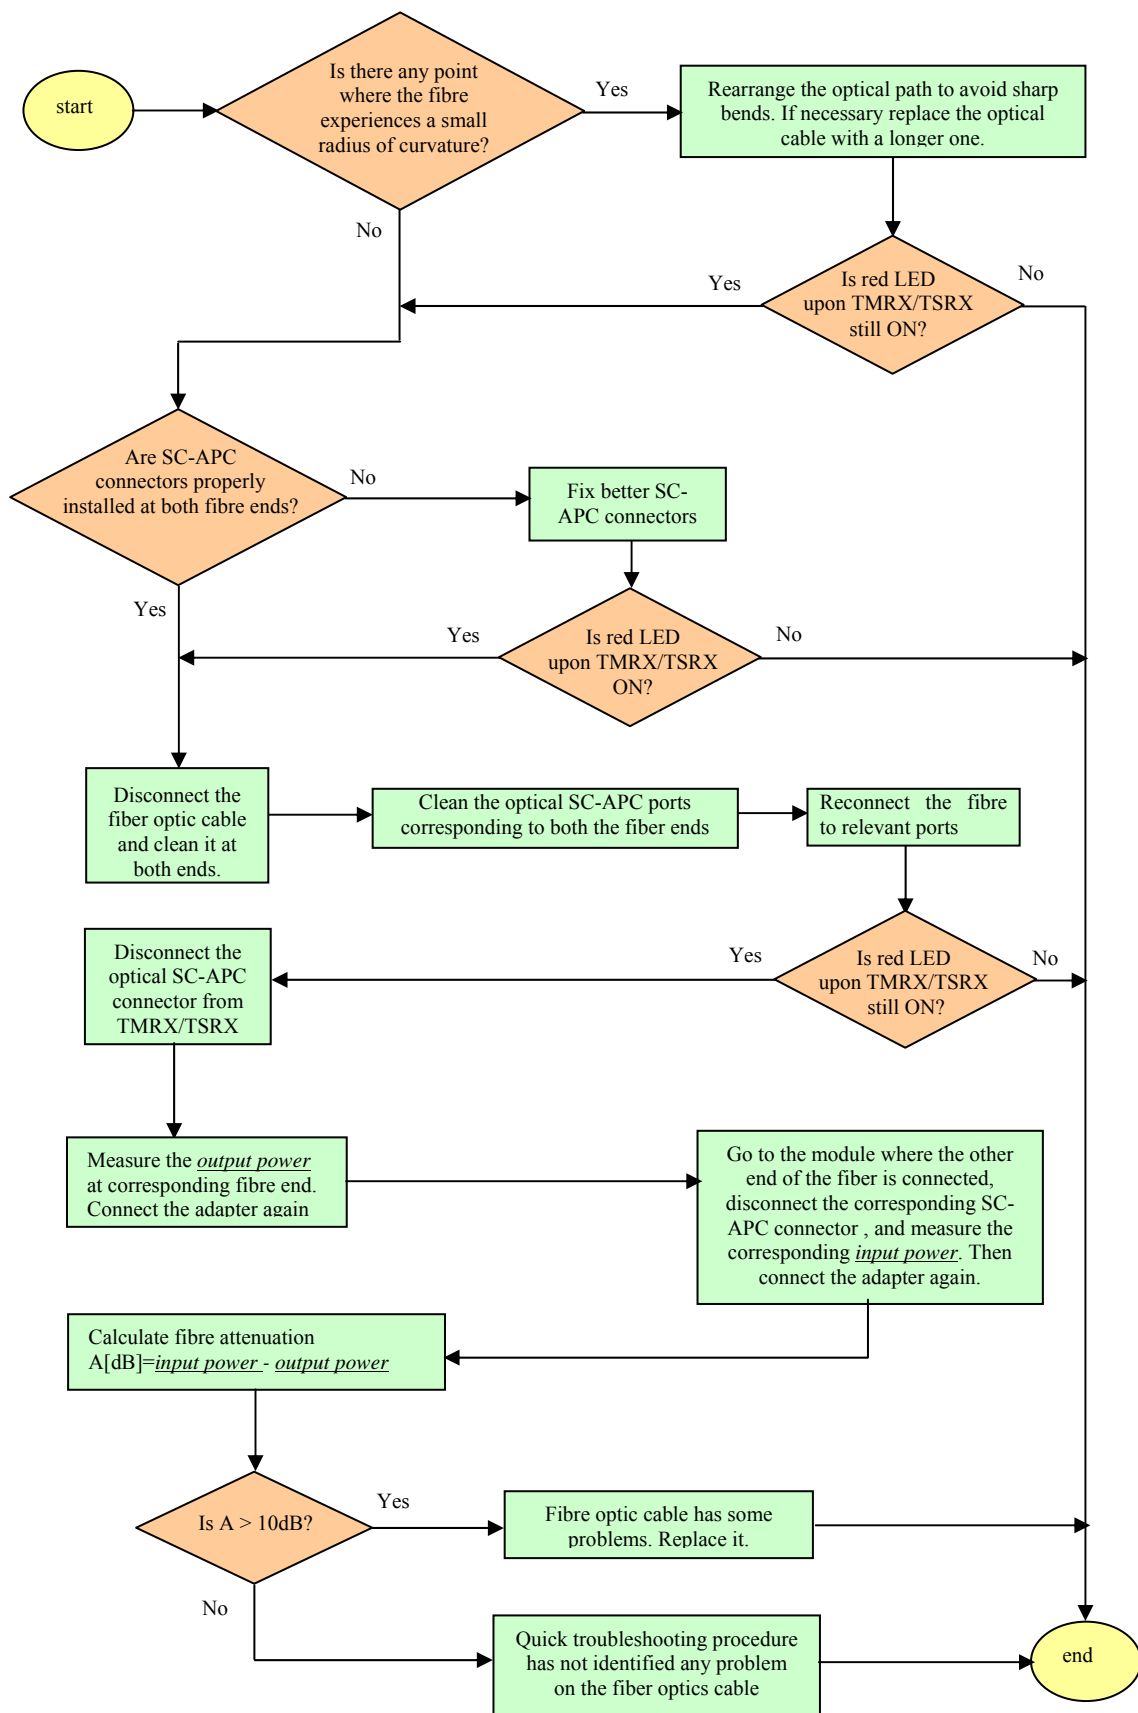 start
Is there any point
where the fibre
experiences a small
radius of curvature?
Yes
Rearrange the optical path to avoid sharp
bends. If necessary replace the optical
cable with a longer one.
No
Is red LED
upon TMRX/TSRX
still ON?
Yes
No
Are SC-APC
connectors properly
installed at both fibre ends?
No
Fix better SC-
APC connectors
Yes
Is red LED
upon TMRX/TSRX
ON?
Yes
No
Disconnect the
fiber optic cable
and clean it at
both ends.
Clean the optical SC-APC ports
corresponding to both the fiber ends
Reconnect the fibre
to relevant ports
Is red LED
upon TMRX/TSRX
still ON?
Yes
No
Disconnect the
optical SC-APC
connector from
TMRX/TSRX
Measure the output power
at corresponding fibre end.
Connect the adapter again
Go to the module where the other
end of the fiber is connected,
disconnect the corresponding SC-
APC connector , and measure the
corresponding input power. Then
connect the adapter again.
Calculate fibre attenuation
A[dB]=input power - output power
Is A > 10dB?
Yes
Fibre optic cable has some
problems. Replace it.
No
Quick troubleshooting procedure
has not identified any problem
on the fiber optics cable
end